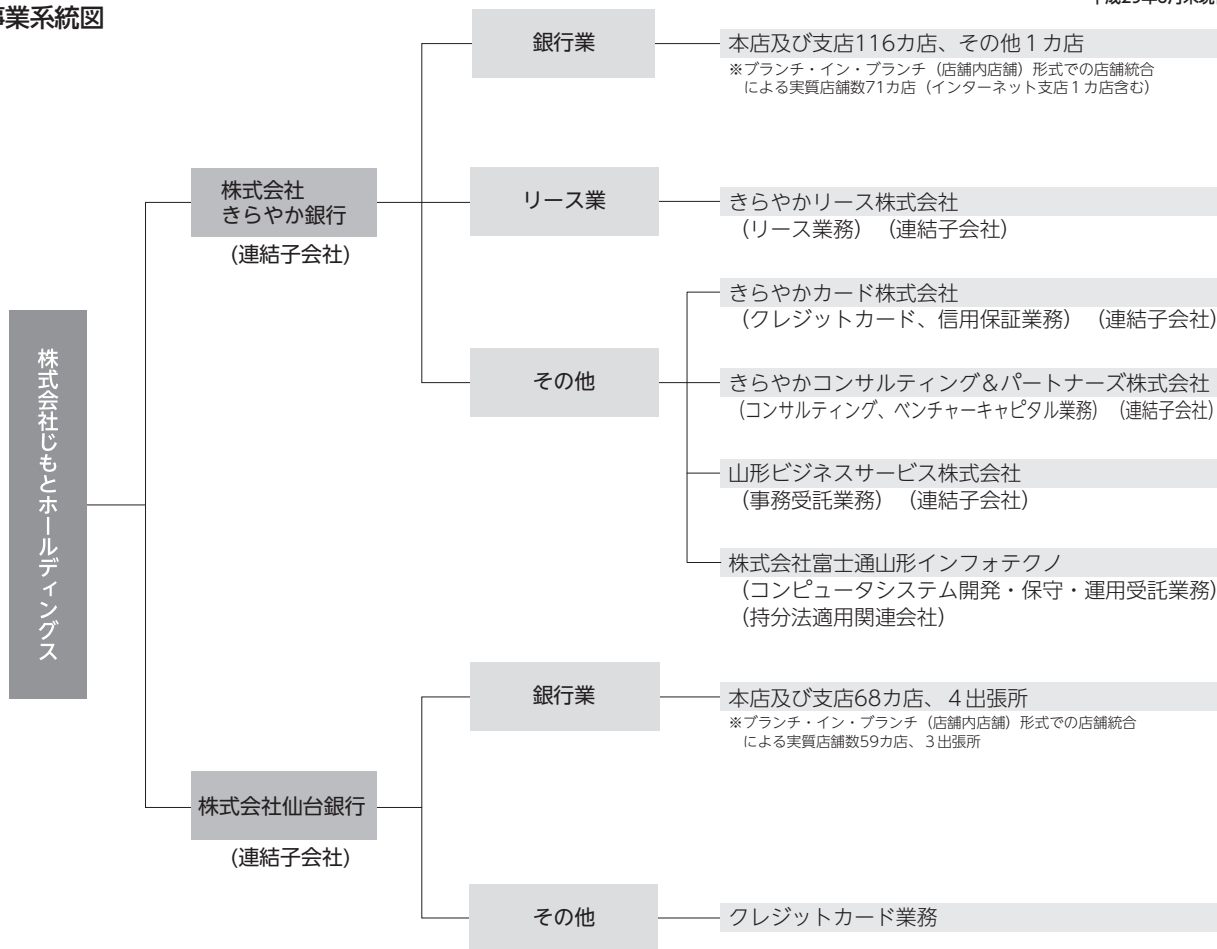 事業系統図
銀行業
本店及び支店116カ店、その他１カ店
※ブランチ・イン・ブランチ（店舗内店舗）形式での店舗統合
による実質店舗数71カ店（インターネット支店１カ店含む）
株式会社
きらやか銀行
(連結子会社)
リース業
きらやかリース株式会社
（リース業務）（連結子会社）
きらやかカード株式会社
（クレジットカード、信用保証業務）（連結子会社）
その他
きらやかコンサルティング＆パートナーズ株式会社
（コンサルティング、ベンチャーキャピタル業務）（連結子会社）
山形ビジネスサービス株式会社
（事務受託業務）（連結子会社）
株式会社富士通山形インフォテクノ
（コンピュータシステム開発・保守・運用受託業務）
（持分法適用関連会社）
株式会社じもとホールディングス
銀行業
本店及び支店68カ店、４出張所
※ブランチ・イン・ブランチ（店舗内店舗）形式での店舗統合
による実質店舗数59カ店、３出張所
株式会社仙台銀行
(連結子会社)
その他
クレジットカード業務